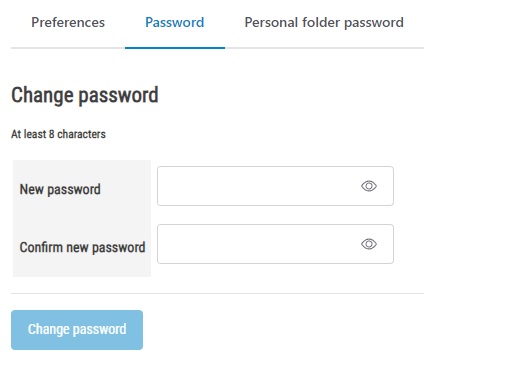 Preferences Password Personal folder password
Change password
At least 8 characters
New password
Confirm new password
Change password